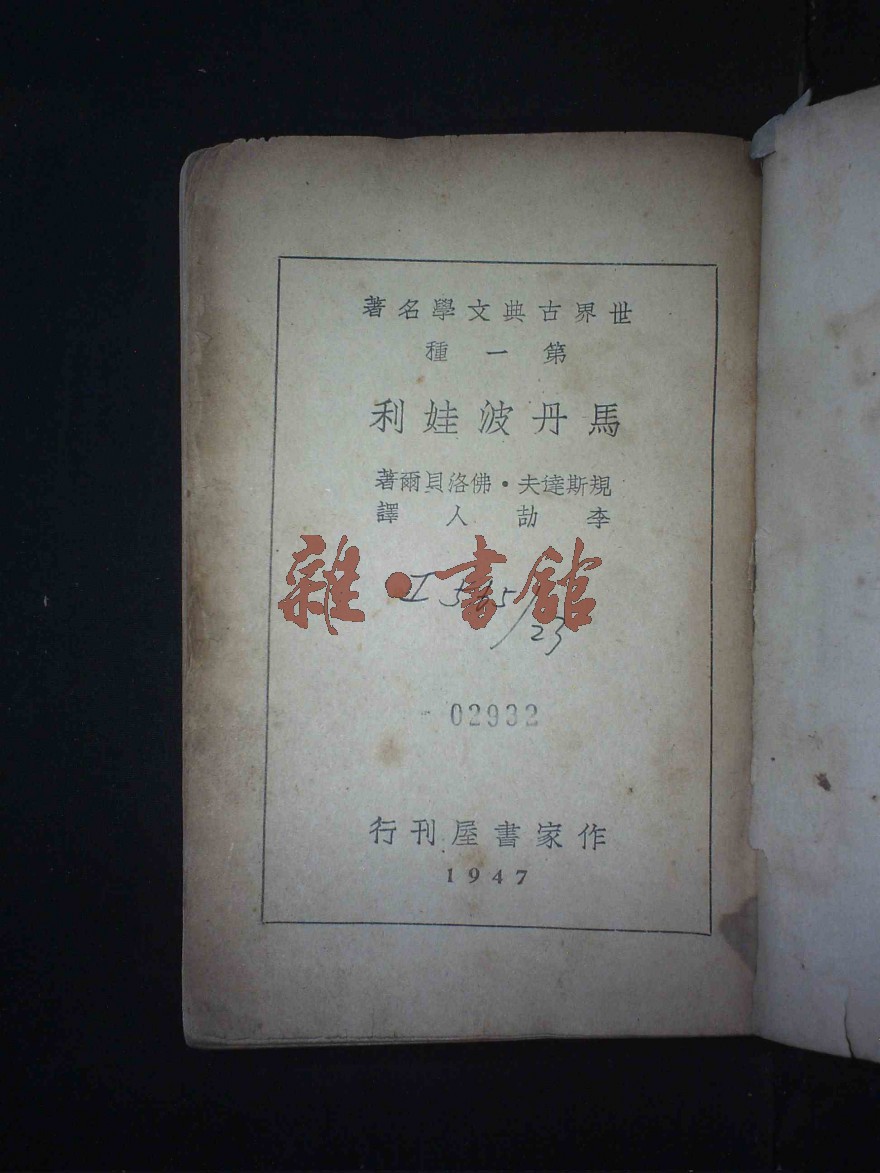 世界古典文學名著
第一種
馬丹波娃利
規斯達夫·佛洛貝爾著
李劼人譯
雜·書館
I 545/23
02932
作家書屋刊行
1947